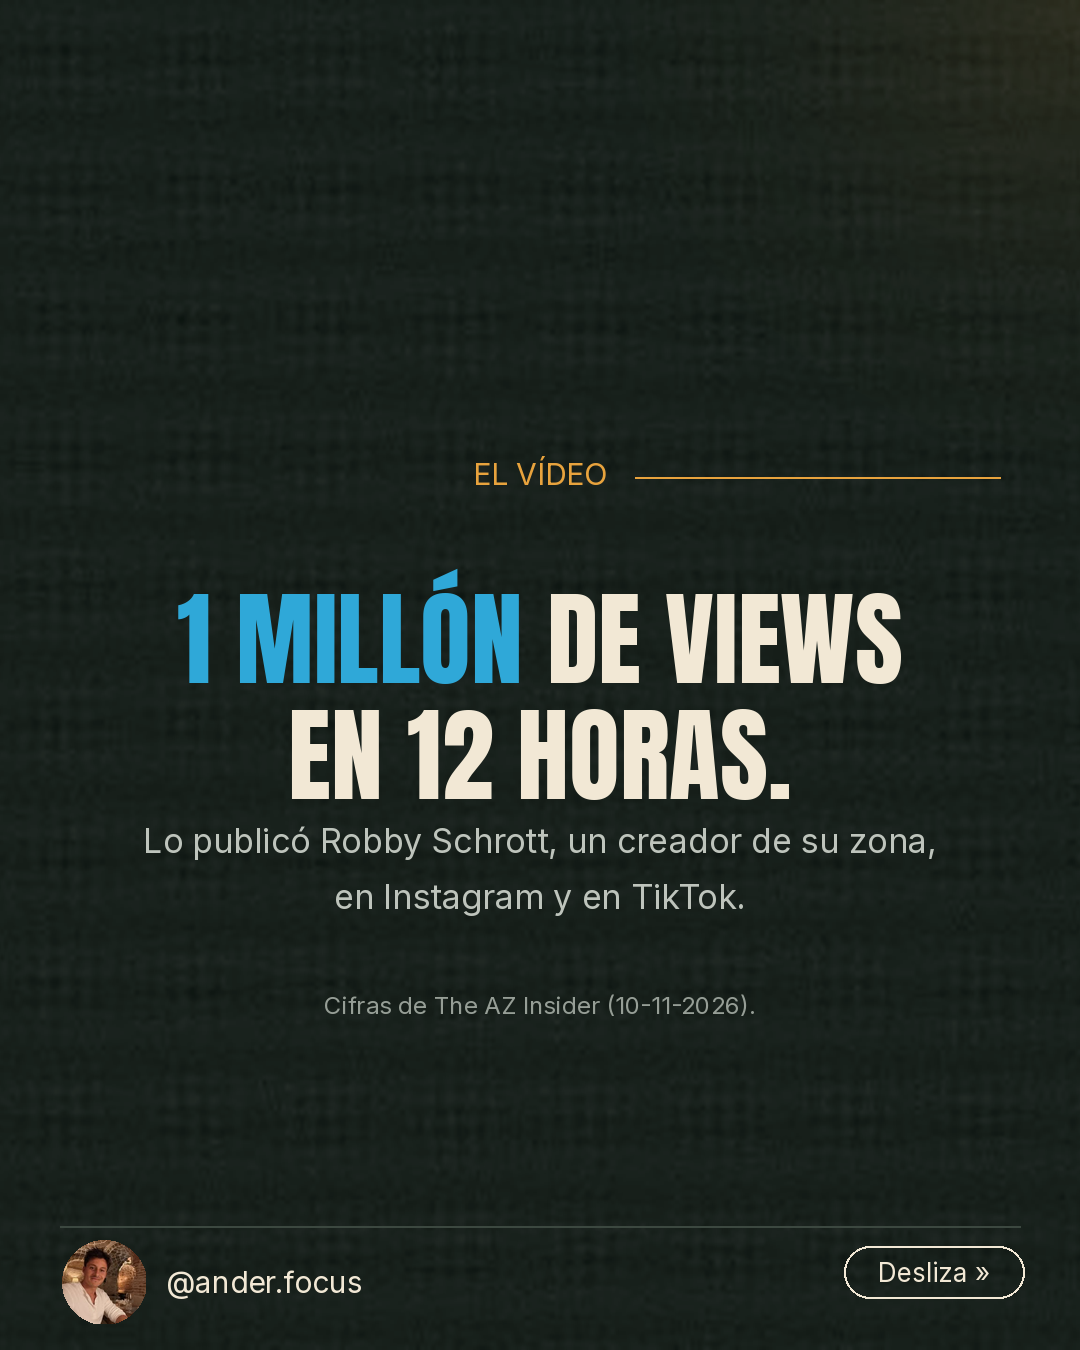 EL VÍDEO
1 MILLÓN DE VIEWS
EN 12 HORAS.
Lo publicó Robby Schrott, un creador de su zona,
en Instagram y en TikTok.
Cifras de The AZ Insider (10-11-2026).
@ander.focus
Desliza »